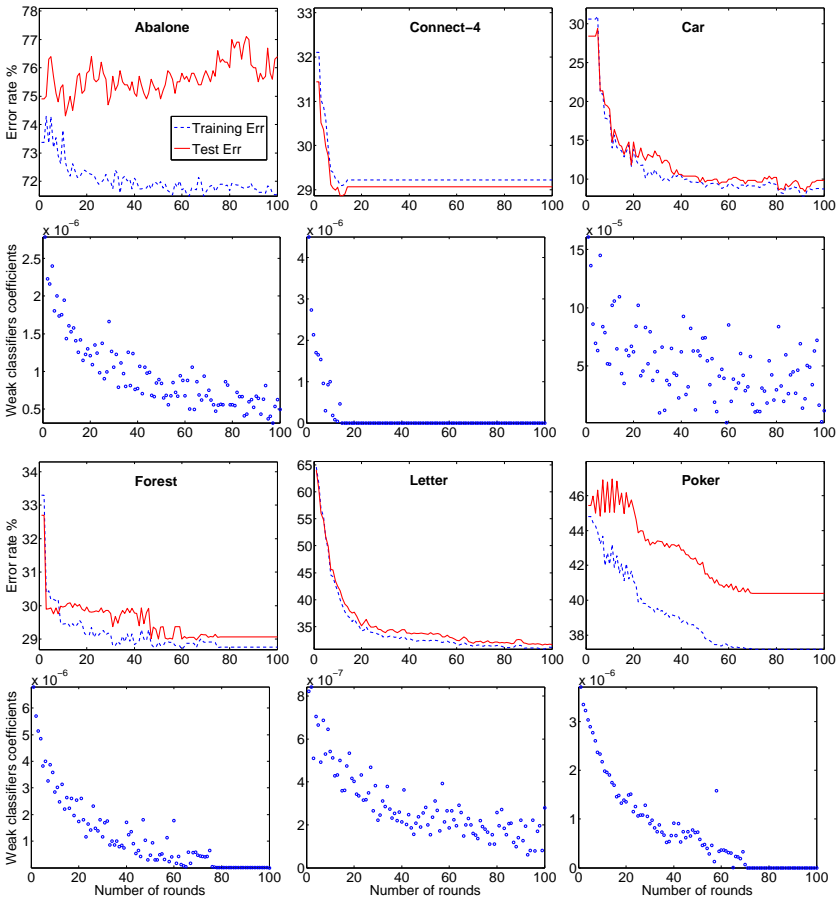 Abalone
Connect-4
Car
Error rate %
78
77
76
75
74
73
72
33
32
31
30
29
30
25
20
15
10
Training Err
Test Err
0 20 40 60 80 100
0 20 40 60 80 100
0 20 40 60 80 100
x 10^-6
x 10^-6
x 10^-5
Weak classifiers coefficients
2.5
2
1.5
1
0.5
4
3
2
1
0
15
10
5
0 20 40 60 80 100
0 20 40 60 80 100
0 20 40 60 80 100
Forest
Letter
Poker
Error rate %
34
33
32
31
30
29
65
60
55
50
45
40
35
46
44
42
40
38
0 20 40 60 80 100
0 20 40 60 80 100
0 20 40 60 80 100
x 10^-6
x 10^-7
x 10^-6
Weak classifiers coefficients
6
5
4
3
2
1
8
6
4
2
0
3
2
1
0
0 20 40 60 80 100
0 20 40 60 80 100
0 20 40 60 80 100
Number of rounds
Number of rounds
Number of rounds